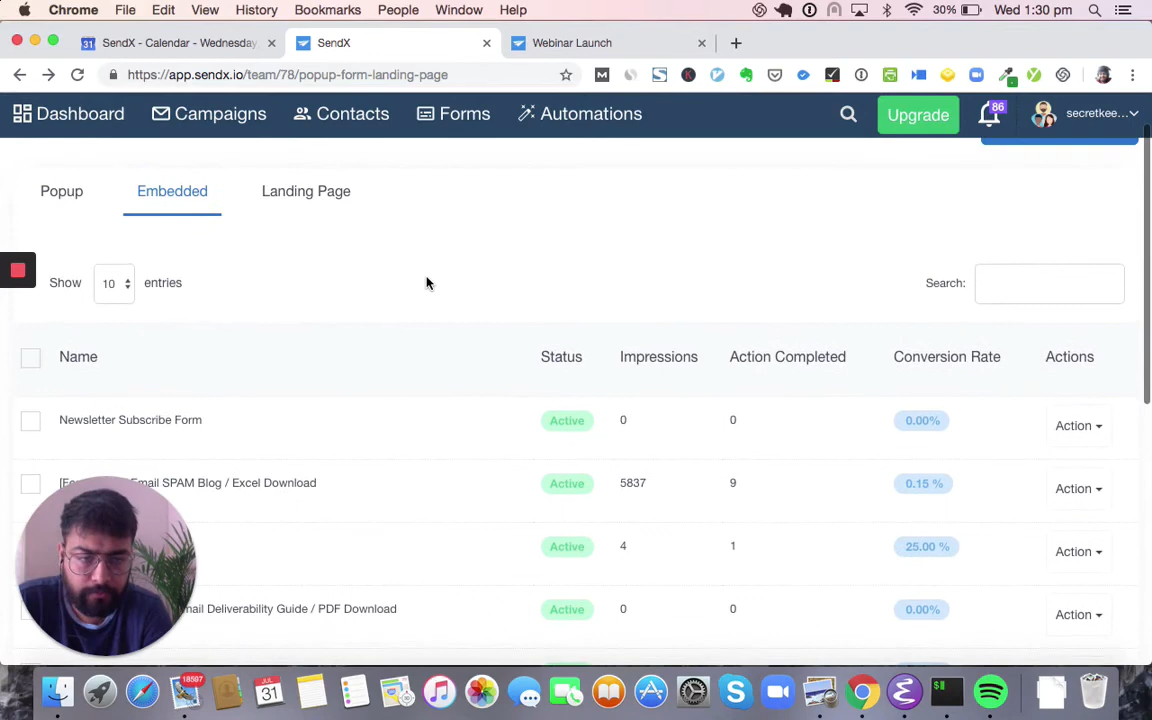 Chrome File Edit View History Bookmarks People Window Help 30% Wed 1:30 pm
SendX - Calendar - Wednesday SendX Webinar Launch
https://app.sendx.io/team/78/popup-form-landing-page
Dashboard Campaigns Contacts Forms Automations Upgrade 86 secretkee...
Popup Embedded Landing Page
Show 10 entries Search:
Name Status Impressions Action Completed Conversion Rate Actions
Newsletter Subscribe Form Active 0 0 0.00% Action
Email SPAM Blog / Excel Download Active 5837 9 0.15 % Action
Active 4 1 25.00 % Action
Deliverability Guide / PDF Download Active 0 0 0.00% Action
18597
JUL
31